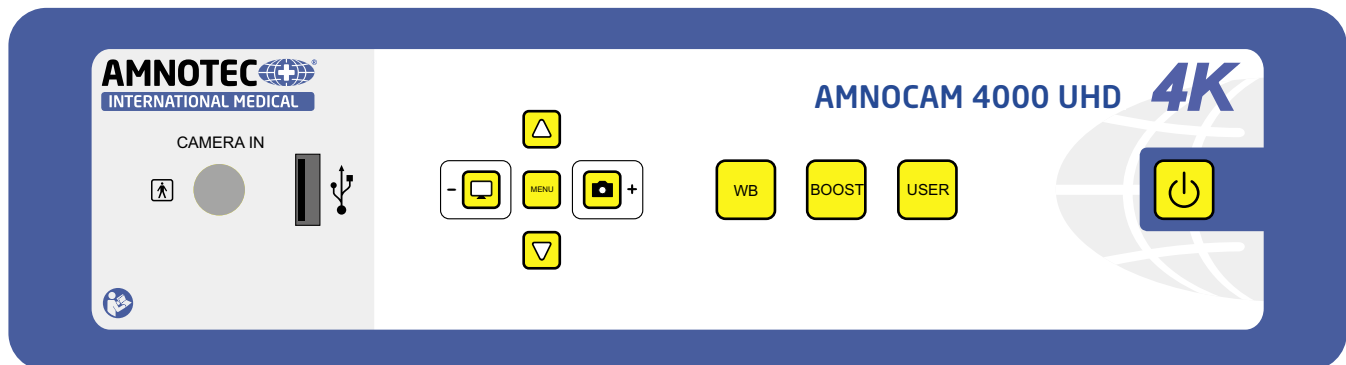 AMNOTEC®
INTERNATIONAL MEDICAL
AMNOCAM 4000 UHD 4K
CAMERA IN
- MENU +
WB BOOST USER